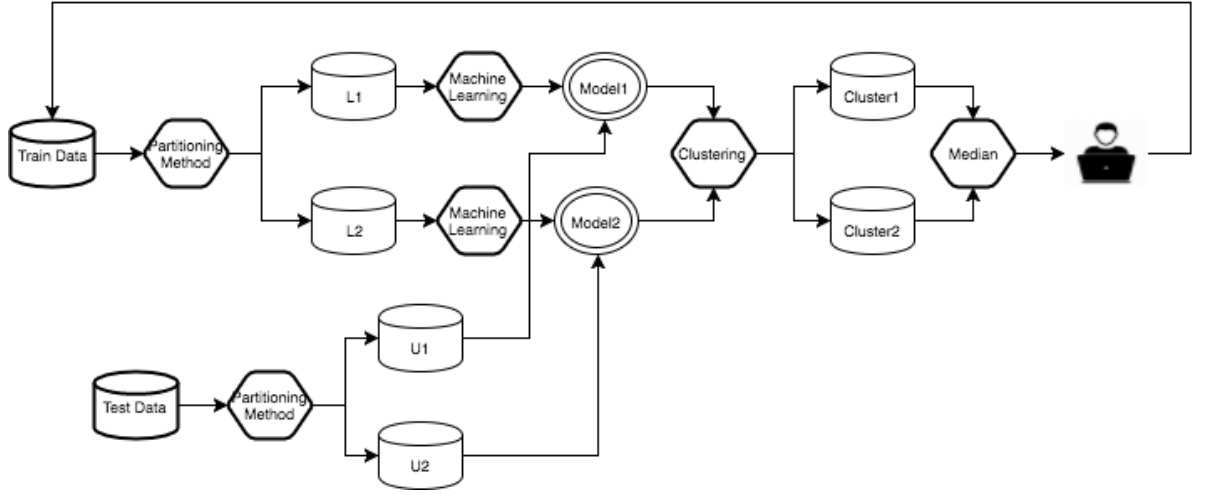 L1
Machine
Learning
Model1
Cluster1
Train Data
Partitioning
Method
Clustering
Median
L2
Machine
Learning
Model2
Cluster2
U1
Test Data
Partitioning
Method
U2